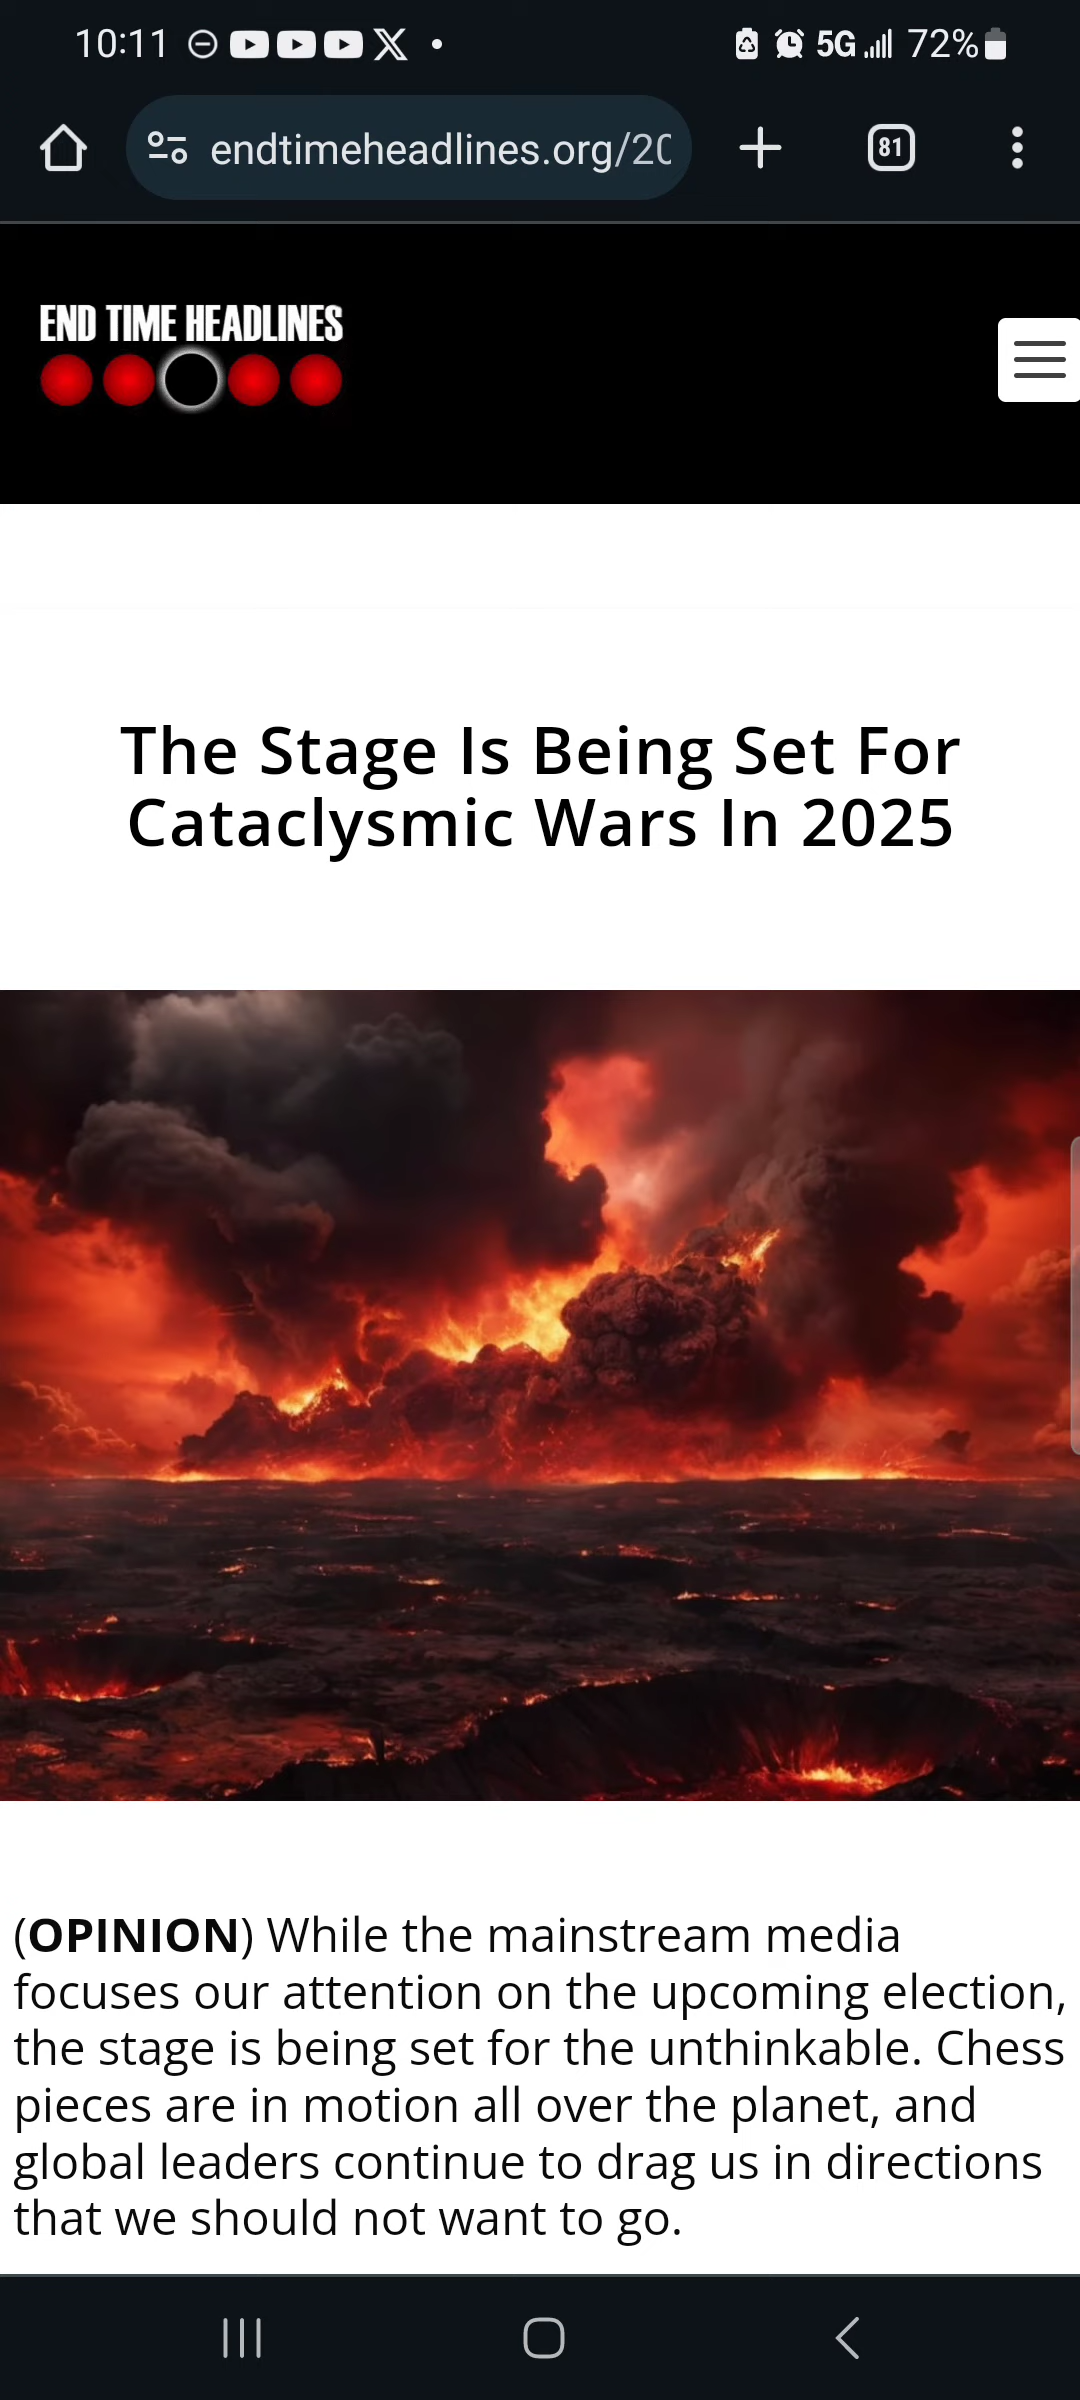 10:11 X 5G 72%
endtimeheadlines.org/20 81
END TIME HEADLINES
The Stage Is Being Set For
Cataclysmic Wars In 2025
(OPINION) While the mainstream media
focuses our attention on the upcoming election,
the stage is being set for the unthinkable. Chess
pieces are in motion all over the planet, and
global leaders continue to drag us in directions
that we should not want to go.